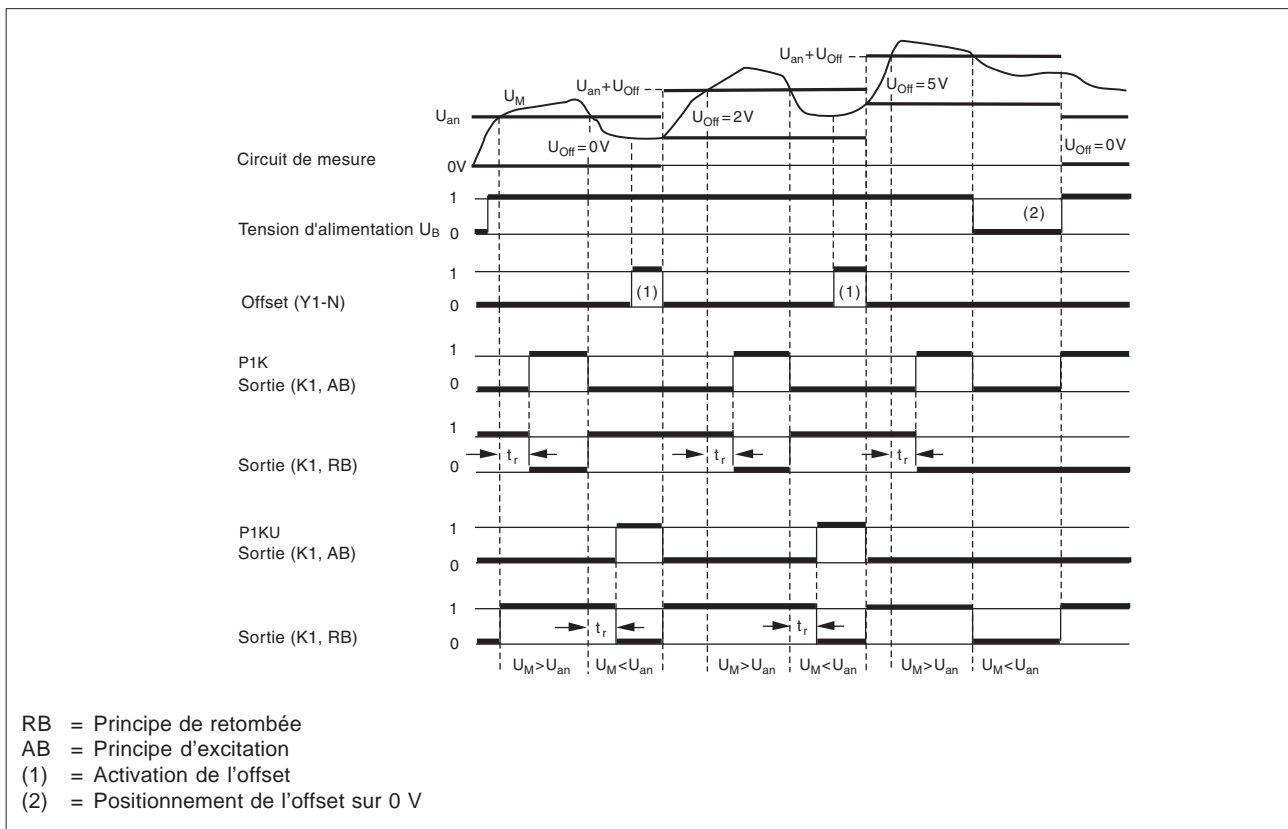 U_an+U_Off
U_an+U_Off
U_M
U_Off=5V
U_an
U_Off=2V
U_Off=0V
U_Off=0V
Circuit de mesure
0V
1
Tension d'alimentation U_B 0
(2)
1
Offset (Y1-N)
(1)
(1)
0
1
P1K
Sortie (K1, AB)
0
1
Sortie (K1, RB)
t_r
t_r
t_r
0
P1KU
1
Sortie (K1, AB)
0
1
Sortie (K1, RB)
t_r
t_r
0
U_M>U_an U_M<U_an U_M>U_an U_M<U_an U_M>U_an U_M<U_an
RB = Principe de retombée
AB = Principe d'excitation
(1) = Activation de l'offset
(2) = Positionnement de l'offset sur 0 V